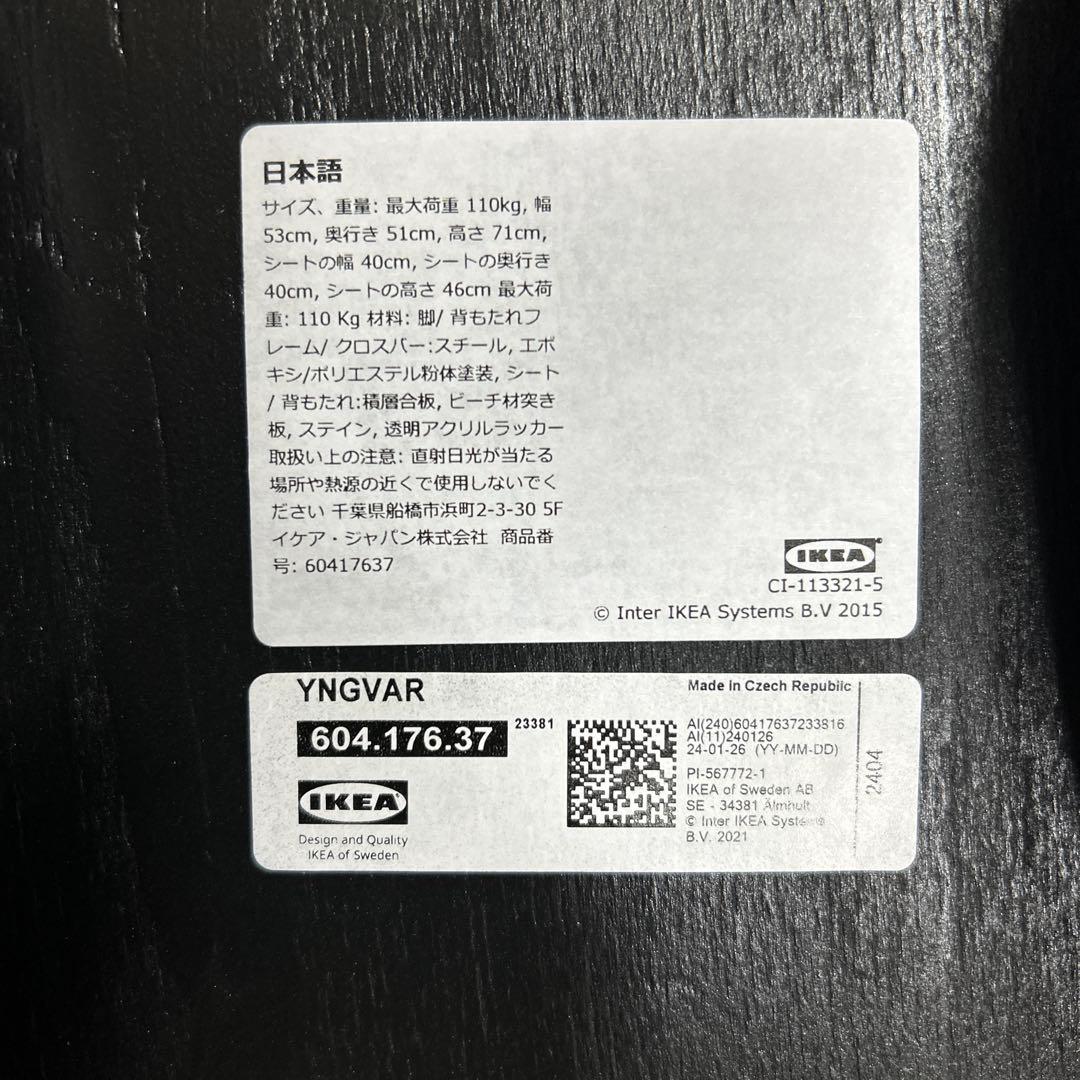 日本語
サイズ、重量: 最大荷重 110kg, 幅
53cm, 奥行き 51cm, 高さ 71cm,
シートの幅 40cm, シートの奥行き
40cm, シートの高さ 46cm 最大荷
重: 110 Kg 材料: 脚/ 背もたれフ
レーム/ クロスバー:スチール, エポ
キシ/ポリエステル粉体塗装, シート
/ 背もたれ:積層合板, ビーチ材突き
板, ステイン, 透明アクリルラッカー
取扱い上の注意: 直射日光が当たる
場所や熱源の近くで使用しないでく
ださい 千葉県船橋市浜町2-3-30 5F
イケア・ジャパン株式会社 商品番
号: 60417637
IKEA
CI-113321-5
© Inter IKEA Systems B.V 2015
YNGVAR
604.176.37
23381
IKEA
Design and Quality
IKEA of Sweden
Made in Czech Republic
AI(240)60417637233816
AI(11)240126
24-01-26 (YY-MM-DD)
PI-567772-1
IKEA of Sweden AB
SE - 34381 Älmhult
© Inter IKEA Systems
B.V. 2021
2404